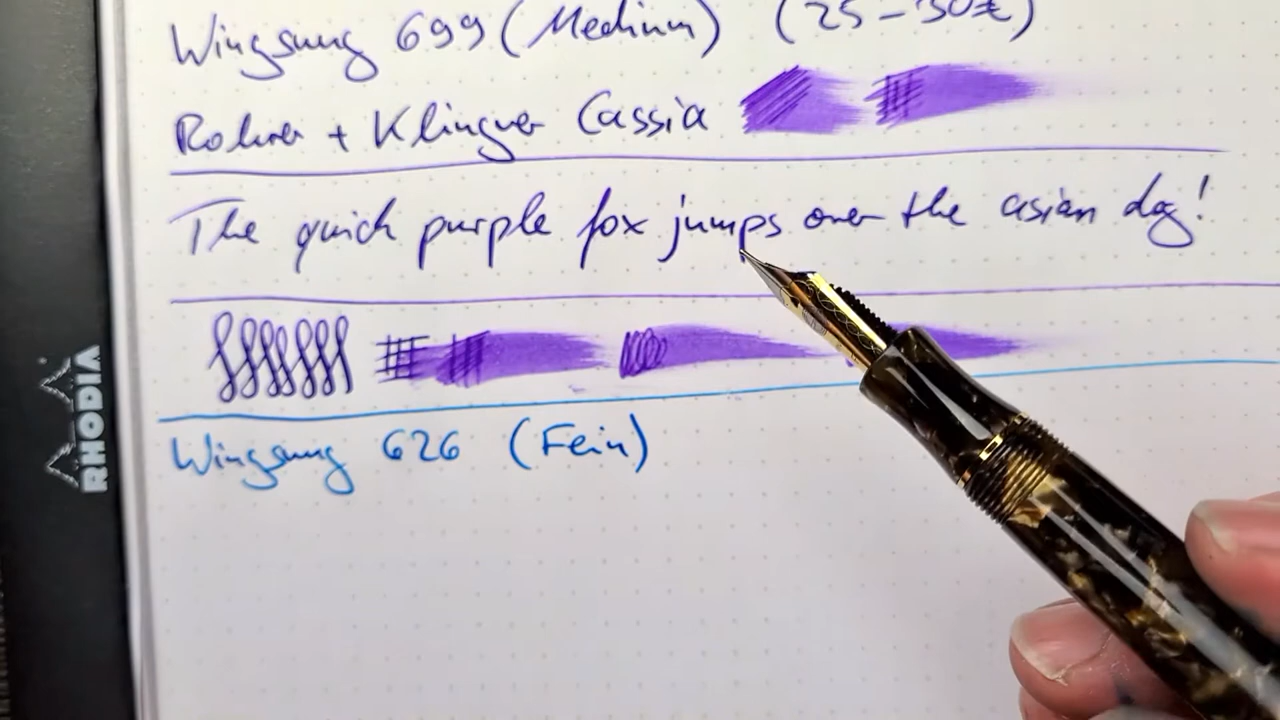 Wingsung 699 (Medium) (25-30€)
Rohrer + Klingner Cassia
The quick purple fox jumps over the asian dog!
Wingsung 626 (Fein)
RHODIA